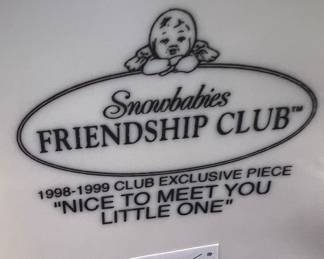 Snowbabies
FRIENDSHIP CLUB™
1998-1999 CLUB EXCLUSIVE PIECE
"NICE TO MEET YOU
LITTLE ONE"